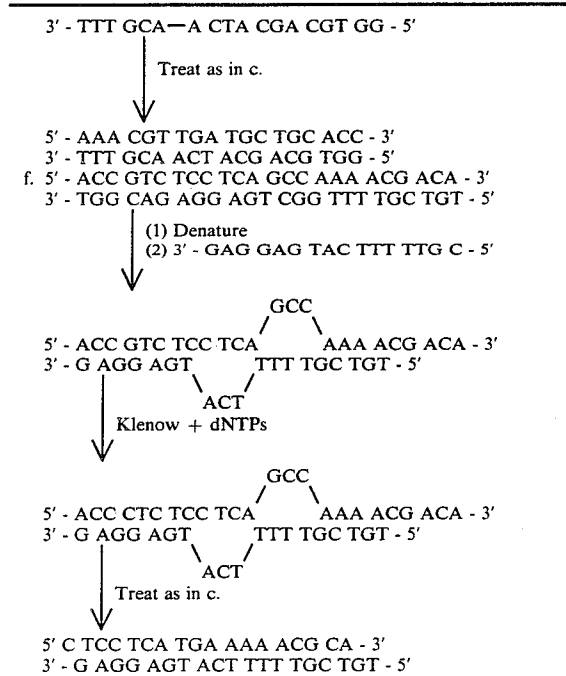 3' - TTT GCA—A CTA CGA CGT GG - 5'
Treat as in c.
5' - AAA CGT TGA TGC TGC ACC - 3'
3' - TTT GCA ACT ACG ACG TGG - 5'
f. 5' - ACC GTC TCC TCA GCC AAA ACG ACA - 3'
3' - TGG CAG AGG AGT CGG TTT TGC TGT - 5'
(1) Denature
(2) 3' - GAG GAG TAC TTT TTG C - 5'
GCC
5' - ACC GTC TCC TCA AAA ACG ACA - 3'
3' - G AGG AGT TTT TGC TGT - 5'
ACT
Klenow + dNTPs
GCC
5' - ACC CTC TCC TCA AAA ACG ACA - 3'
3' - G AGG AGT TTT TGC TGT - 5'
ACT
Treat as in c.
5' C TCC TCA TGA AAA ACG CA - 3'
3' - G AGG AGT ACT TTT TGC TGT - 5'